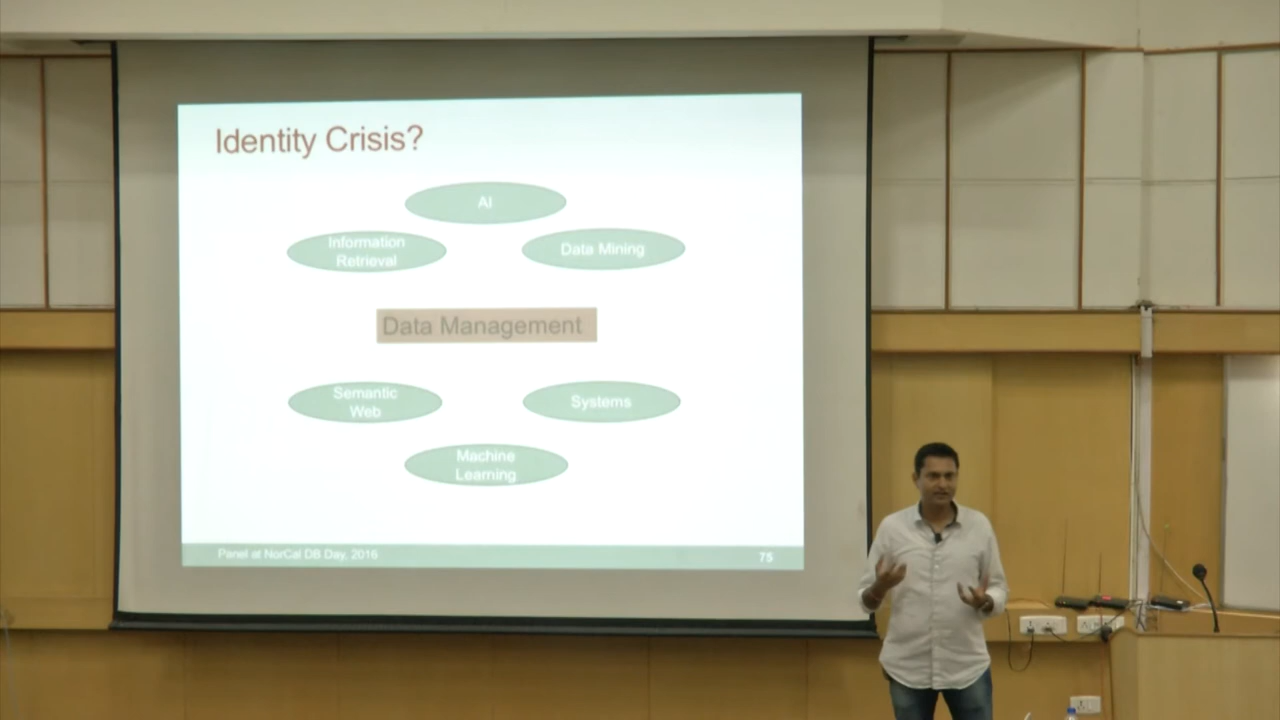 Identity Crisis?
AI
Information
Retrieval
Data Mining
Data Management
Semantic
Web
Systems
Machine
Learning
Panel at NorCal DB Day, 2016
75